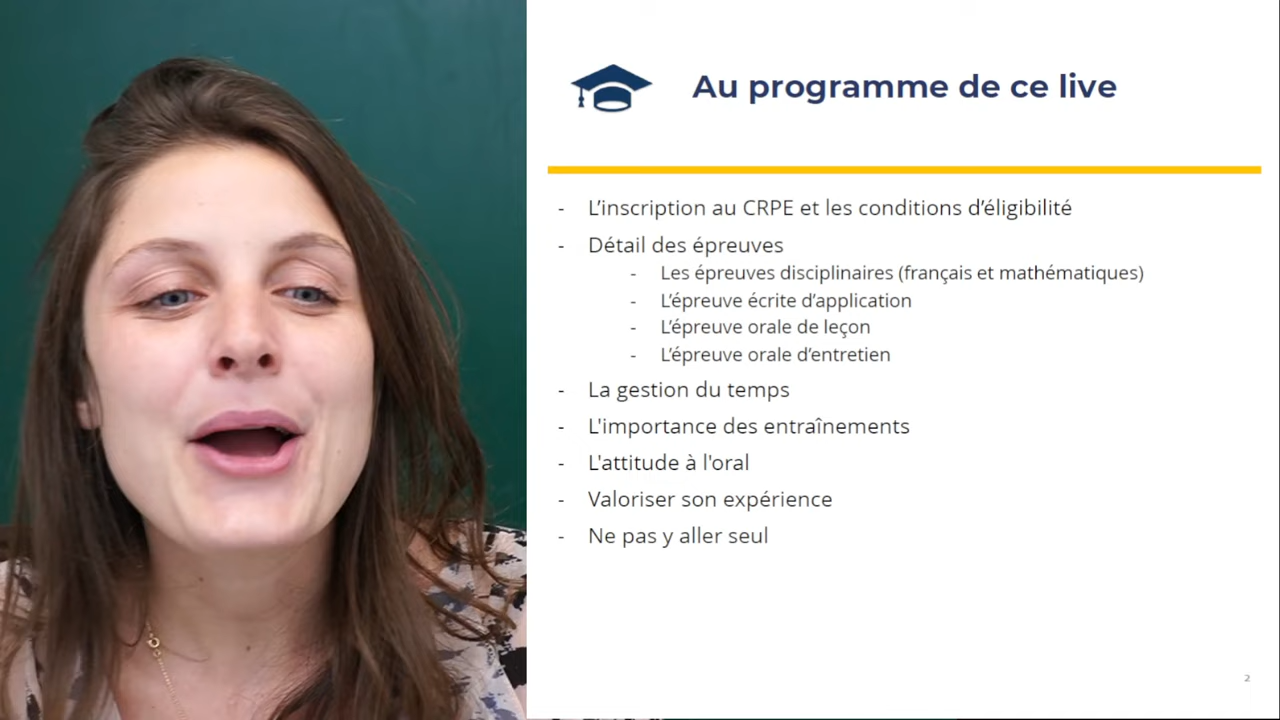 Au programme de ce live
- L’inscription au CRPE et les conditions d’éligibilité
- Détail des épreuves
- Les épreuves disciplinaires (français et mathématiques)
- L’épreuve écrite d’application
- L’épreuve orale de leçon
- L’épreuve orale d’entretien
- La gestion du temps
- L'importance des entraînements
- L'attitude à l'oral
- Valoriser son expérience
- Ne pas y aller seul
2